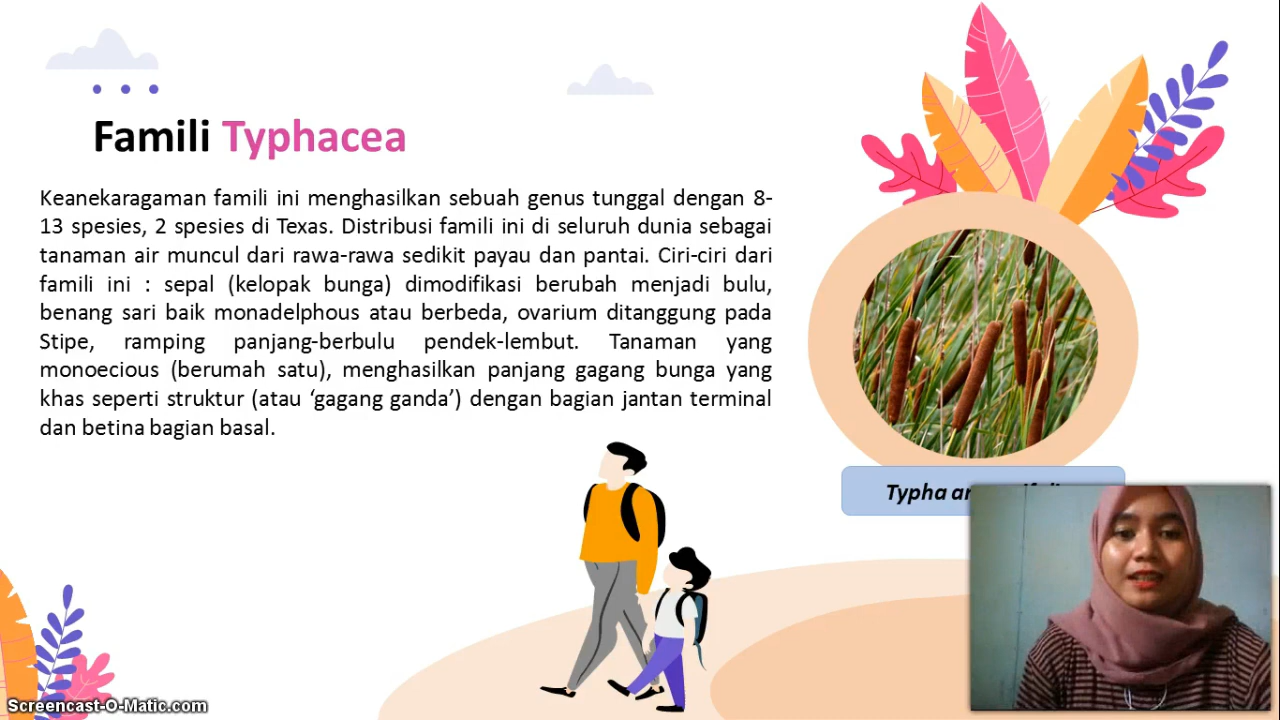 Famili Typhacea
Keanekaragaman famili ini menghasilkan sebuah genus tunggal dengan 8-
13 spesies, 2 spesies di Texas. Distribusi famili ini di seluruh dunia sebagai
tanaman air muncul dari rawa-rawa sedikit payau dan pantai. Ciri-ciri dari
famili ini : sepal (kelopak bunga) dimodifikasi berubah menjadi bulu,
benang sari baik monadelphous atau berbeda, ovarium ditanggung pada
Stipe, ramping panjang-berbulu pendek-lembut. Tanaman yang
monoecious (berumah satu), menghasilkan panjang gagang bunga yang
khas seperti struktur (atau ‘gagang ganda’) dengan bagian jantan terminal
dan betina bagian basal.
Typha
Screencast-O-Matic.com